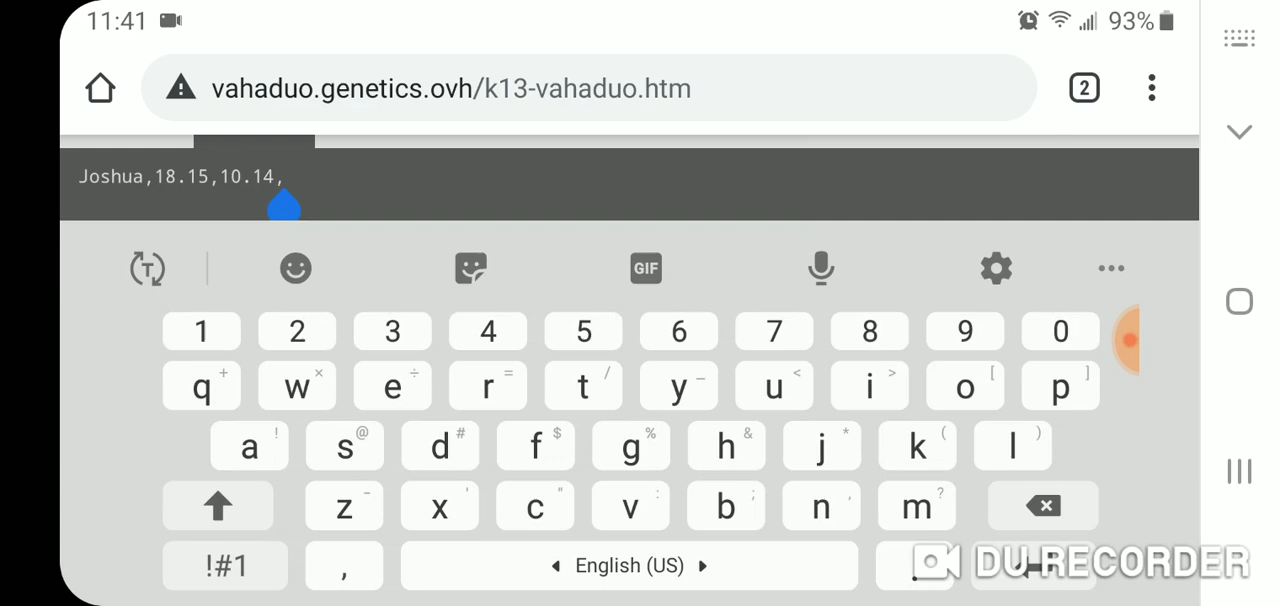 11:41 93%
vahaduo.genetics.ovh/k13-vahaduo.htm 2
Joshua,18.15,10.14,
T GIF
1 2 3 4 5 6 7 8 9 0
q + w × e ÷ r = t / y _ u < i > o [ p ]
a ! s @ d # f $ g % h & j * k ( l )
z - x ' c " v : b ; n , m ?
!#1 , English (US) .
DU RECORDER